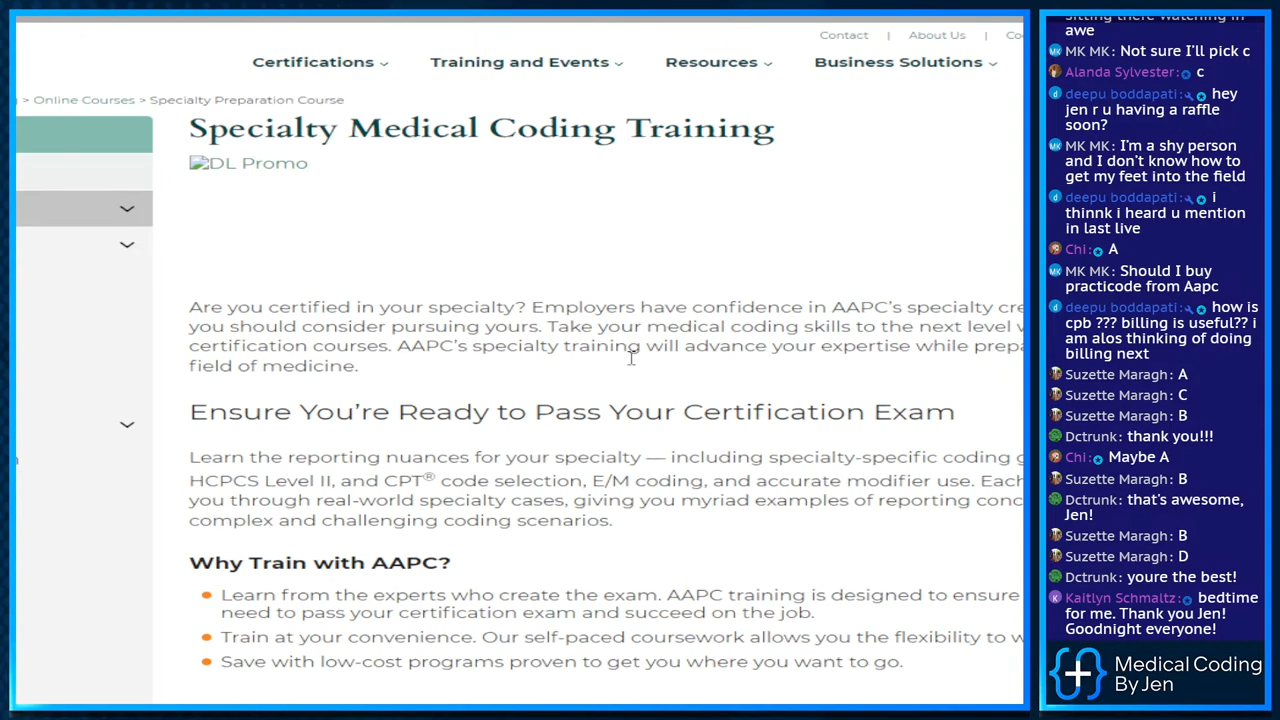 Contact | About Us | Co
Certifications Training and Events Resources Business Solutions
> Online Courses > Specialty Preparation Course
Specialty Medical Coding Training
DL Promo
Are you certified in your specialty? Employers have confidence in AAPC’s specialty cre
you should consider pursuing yours. Take your medical coding skills to the next level
certification courses. AAPC’s specialty training will advance your expertise while prepa
field of medicine.
Ensure You’re Ready to Pass Your Certification Exam
Learn the reporting nuances for your specialty — including specialty-specific coding g
HCPCS Level II, and CPT® code selection, E/M coding, and accurate modifier use. Eac
you through real-world specialty cases, giving you myriad examples of reporting conc
complex and challenging coding scenarios.
Why Train with AAPC?
Learn from the experts who create the exam. AAPC training is designed to ensure
need to pass your certification exam and succeed on the job.
Train at your convenience. Our self-paced coursework allows you the flexibility to w
Save with low-cost programs proven to get you where you want to go.
sitting there watching in
awe
MK MK: Not sure I’ll pick c
Alanda Sylvester: c
deepu boddapati: hey
jen r u having a raffle
soon?
MK MK: I’m a shy person
and I don’t know how to
get my feet into the field
deepu boddapati: i
thinnk i heard u mention
in last live
Chi: A
MK MK: Should I buy
practicode from Aapc
deepu boddapati: how is
cpb ??? billing is useful?? i
am alos thinking of doing
billing next
Suzette Maragh: A
Suzette Maragh: C
Suzette Maragh: B
Dctrunk: thank you!!!
Chi: Maybe A
Suzette Maragh: B
Dctrunk: that's awesome,
Jen!
Suzette Maragh: B
Suzette Maragh: D
Dctrunk: youre the best!
Kaitlyn Schmaltz: bedtime
for me. Thank you Jen!
Goodnight everyone!
Medical Coding
By Jen